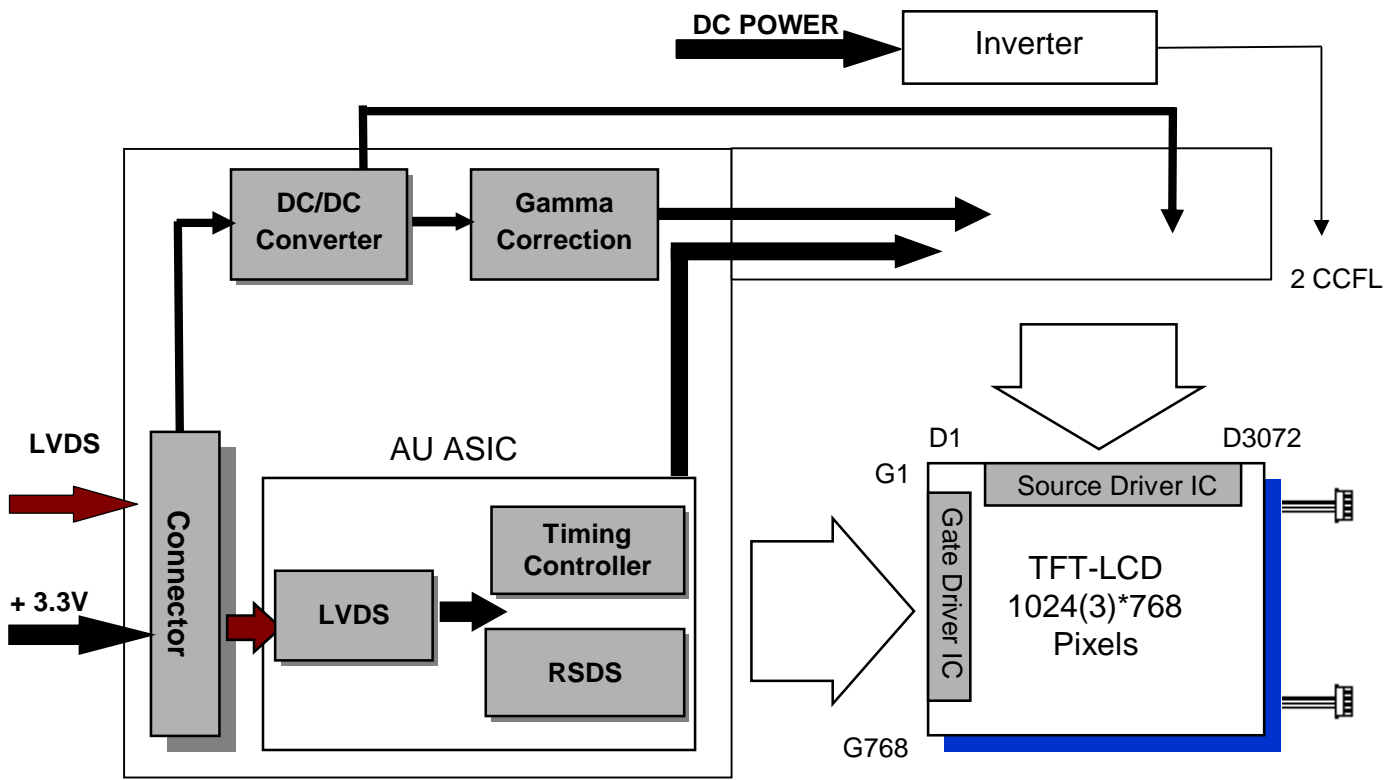 DC POWER
Inverter
DC/DC
Converter
Gamma
Correction
2 CCFL
LVDS
+ 3.3V
Connector
AU ASIC
LVDS
Timing
Controller
RSDS
D1
D3072
G1
G768
Source Driver IC
Gate Driver IC
TFT-LCD
1024(3)*768
Pixels